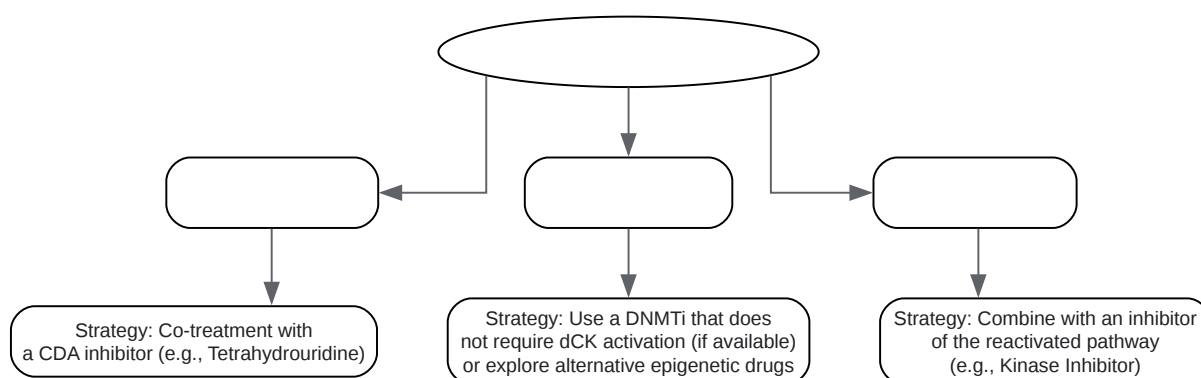 Strategy: Co-treatment with
a CDA inhibitor (e.g., Tetrahydrouridine)
Strategy: Use a DNMTi that does
not require dCK activation (if available)
or explore alternative epigenetic drugs
Strategy: Combine with an inhibitor
of the reactivated pathway
(e.g., Kinase Inhibitor)